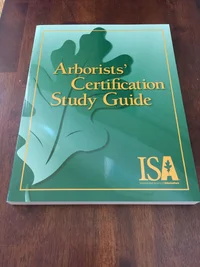 Arborists'
Certification
Study Guide
ISA